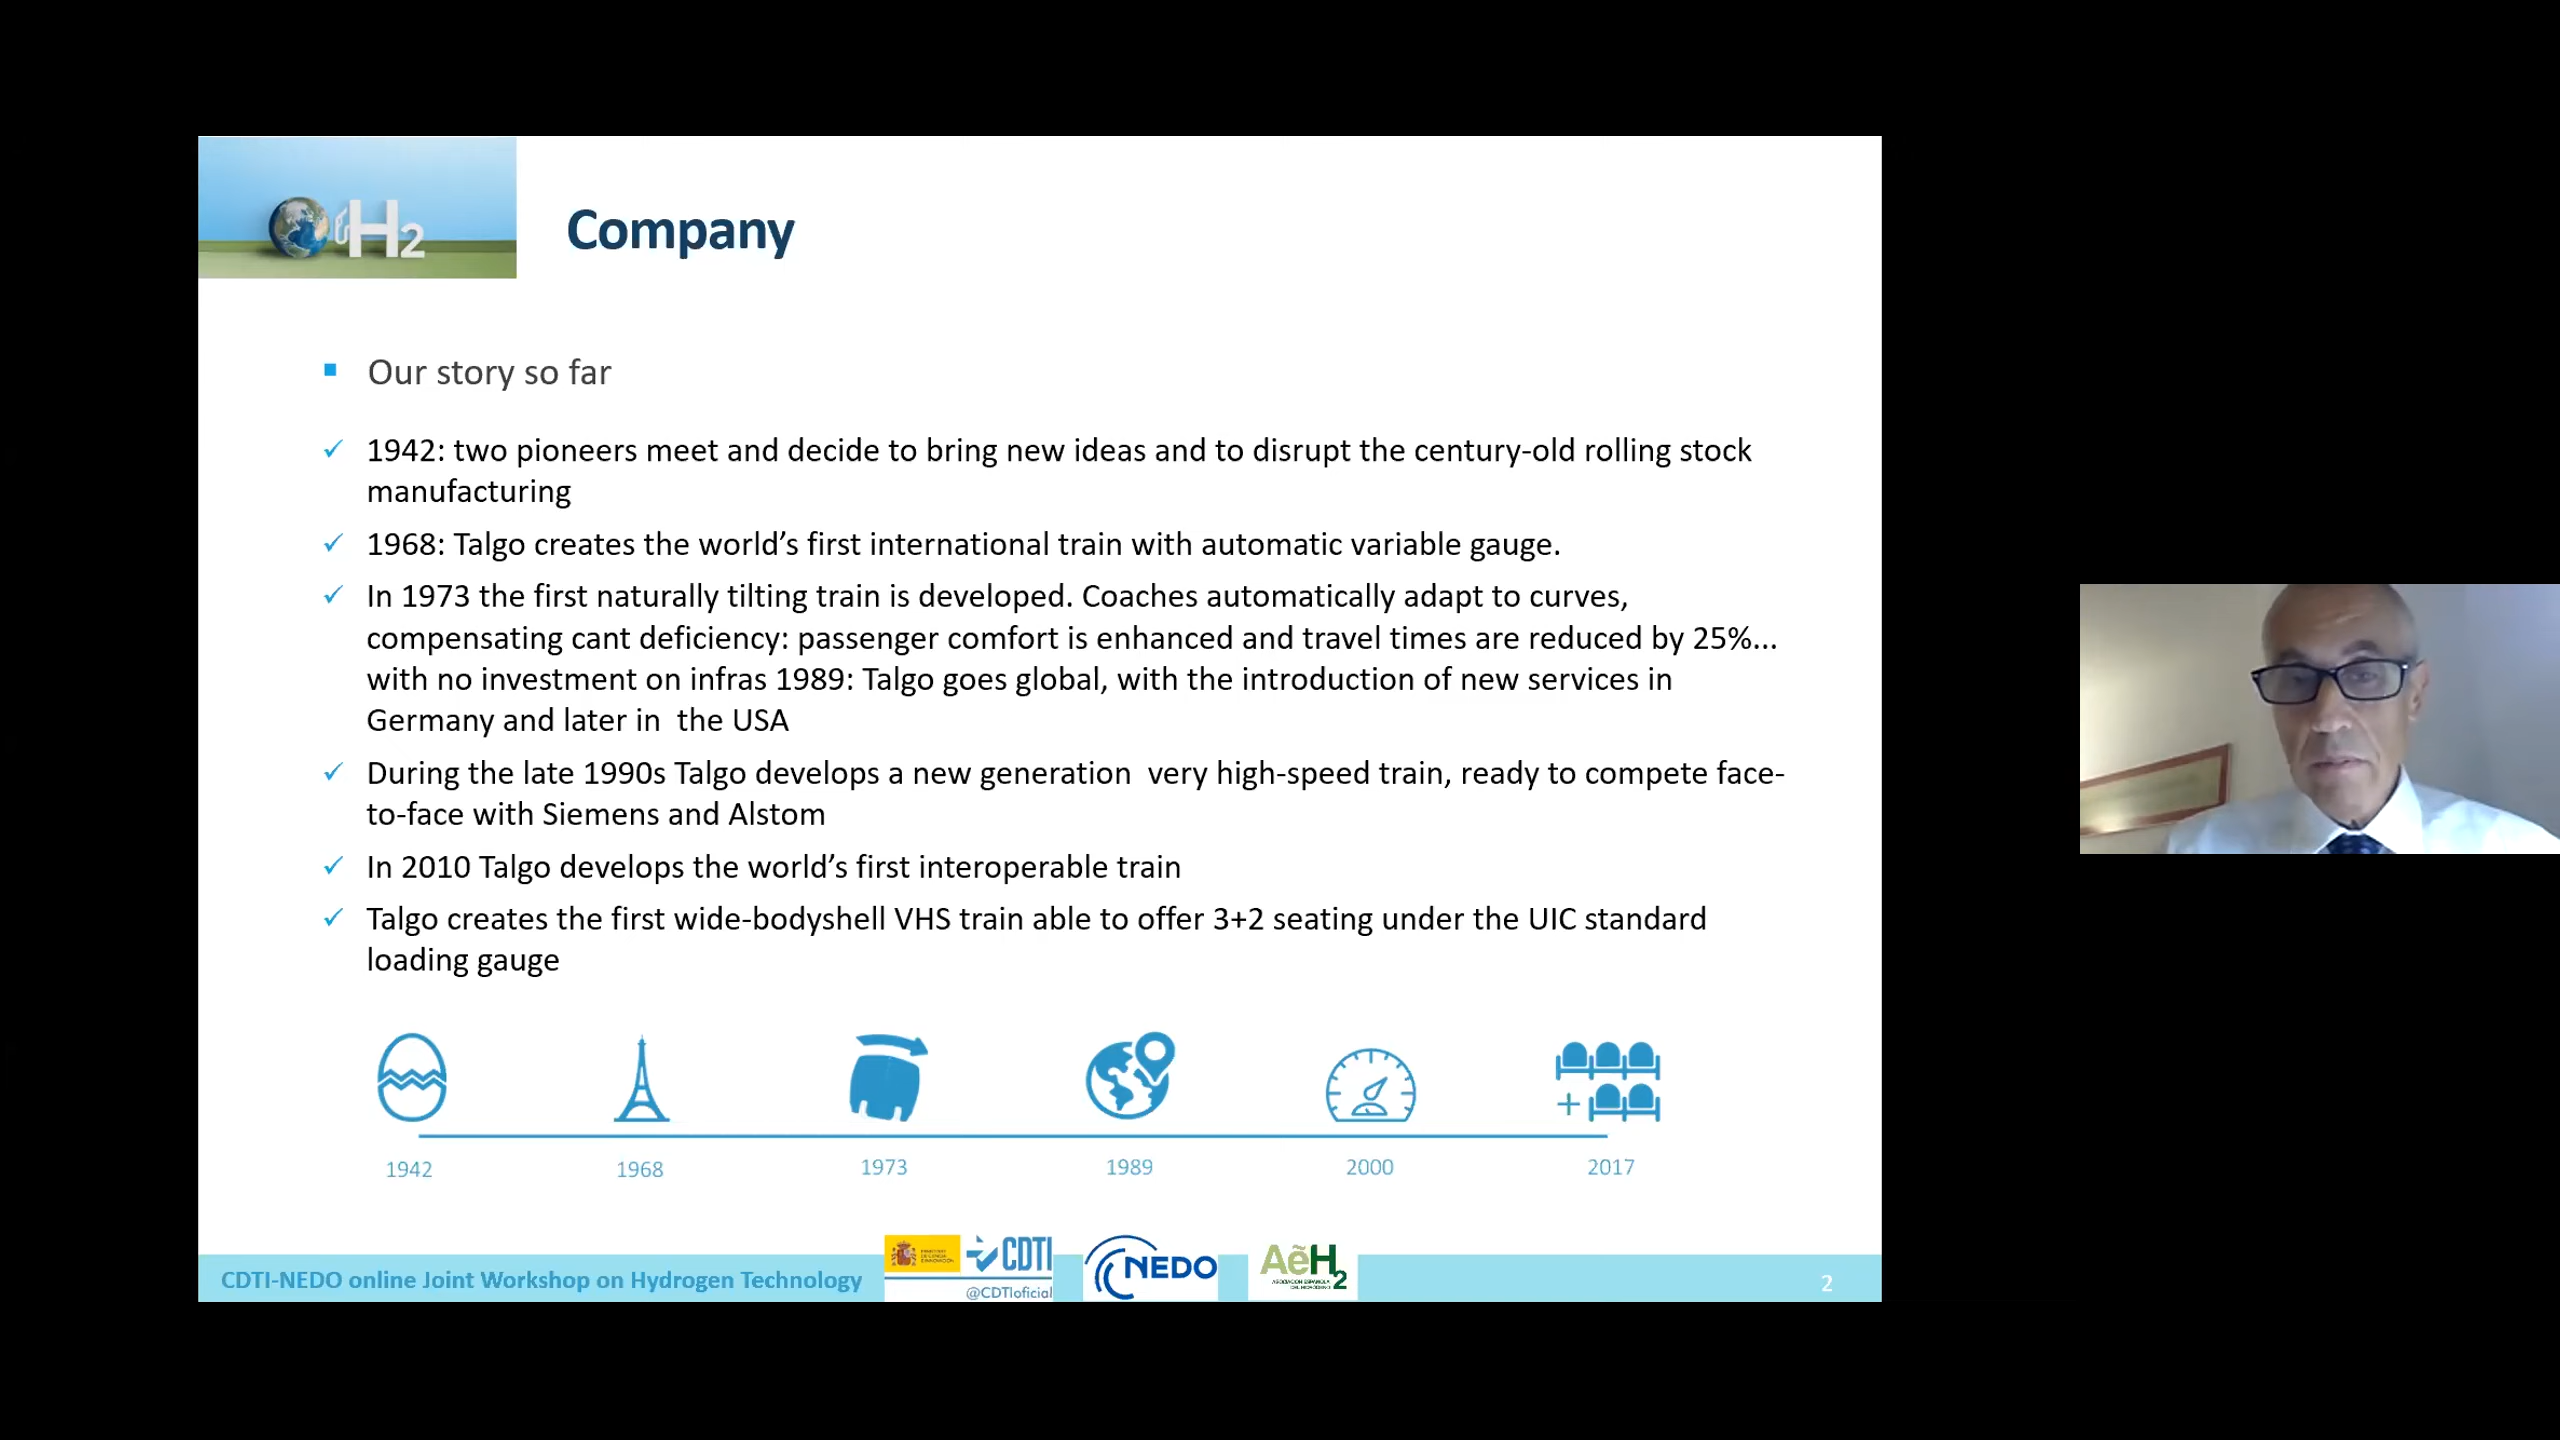 H2
Company
Our story so far
1942: two pioneers meet and decide to bring new ideas and to disrupt the century-old rolling stock
manufacturing
1968: Talgo creates the world’s first international train with automatic variable gauge.
In 1973 the first naturally tilting train is developed. Coaches automatically adapt to curves,
compensating cant deficiency: passenger comfort is enhanced and travel times are reduced by 25%...
with no investment on infras 1989: Talgo goes global, with the introduction of new services in
Germany and later in  the USA
During the late 1990s Talgo develops a new generation  very high-speed train, ready to compete face-
to-face with Siemens and Alstom
In 2010 Talgo develops the world’s first interoperable train
Talgo creates the first wide-bodyshell VHS train able to offer 3+2 seating under the UIC standard
loading gauge
+
1942 1968 1973 1989 2000 2017
CDTI-NEDO online Joint Workshop on Hydrogen Technology
CDTI
@CDTIoficial
NEDO
AeH2
2